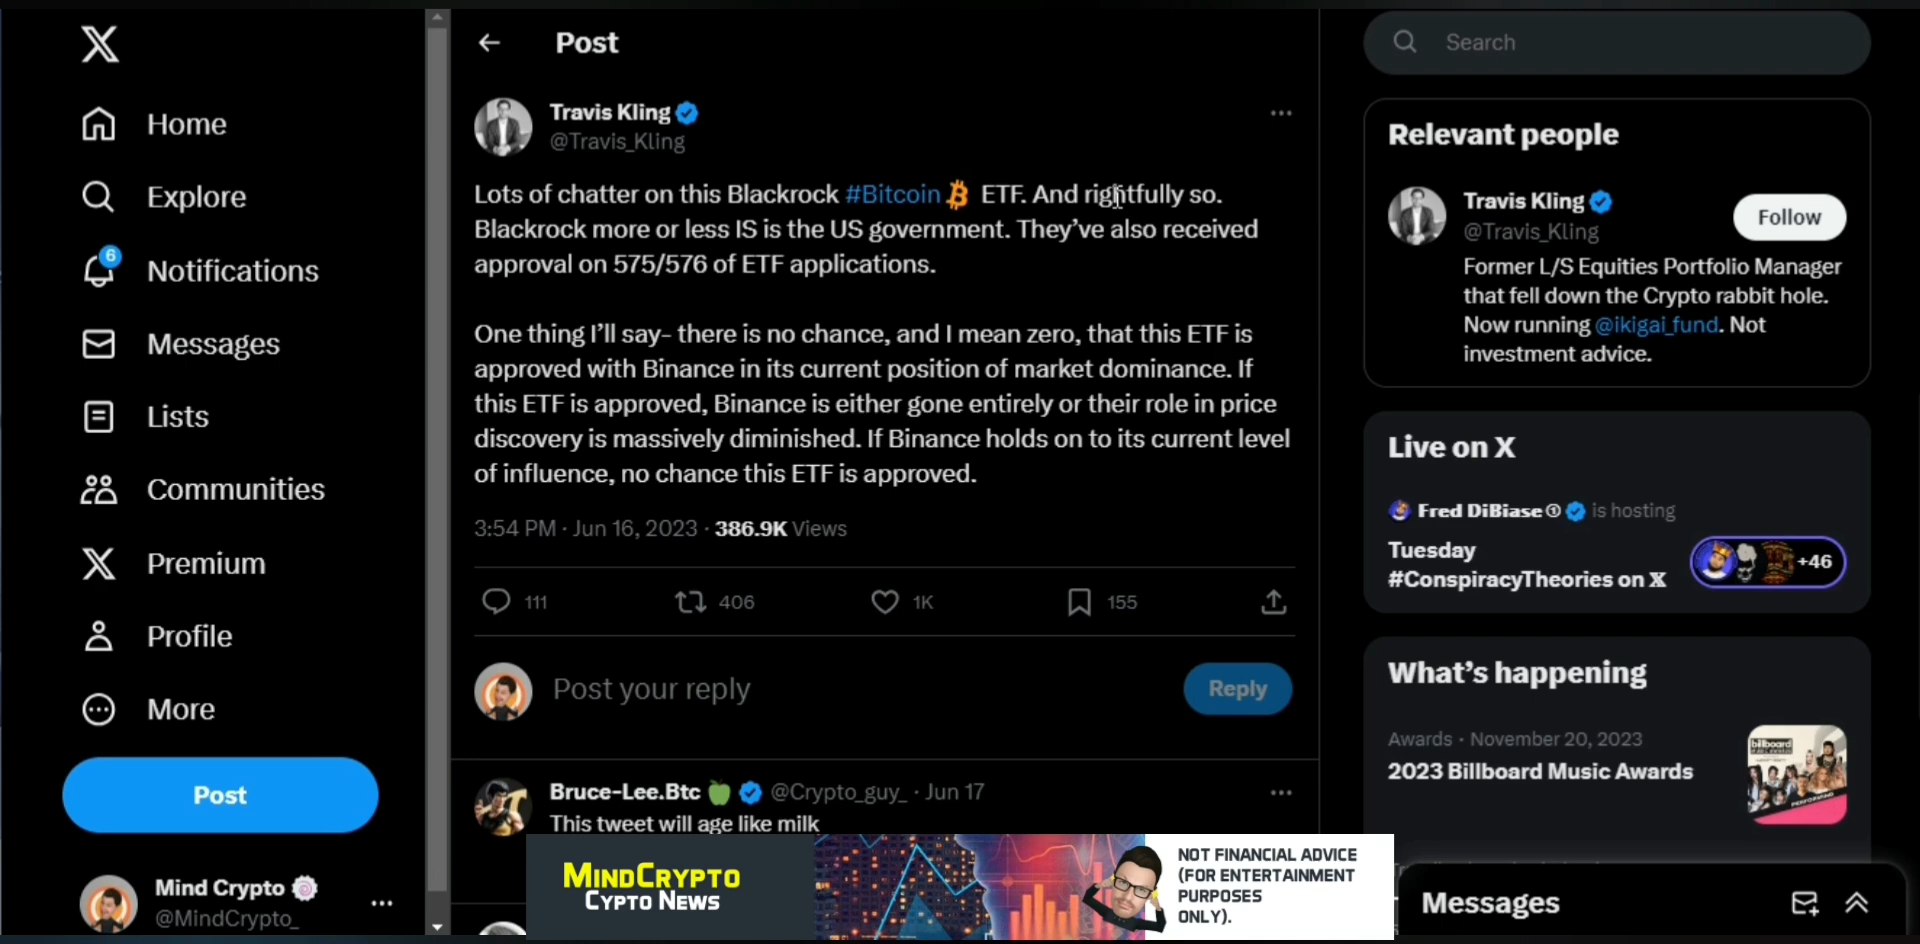 Home
Explore
6
Notifications
Messages
Lists
Communities
Premium
Profile
More
Post
Mind Crypto
@MindCrypto_
Post
Travis Kling
@Travis_Kling
Lots of chatter on this Blackrock #Bitcoin ETF. And rightfully so.
Blackrock more or less IS is the US government. They've also received
approval on 575/576 of ETF applications.
One thing I'll say- there is no chance, and I mean zero, that this ETF is
approved with Binance in its current position of market dominance. If
this ETF is approved, Binance is either gone entirely or their role in price
discovery is massively diminished. If Binance holds on to its current level
of influence, no chance this ETF is approved.
3:54 PM · Jun 16, 2023 · 386.9K Views
111 406 1K 155
Post your reply
Reply
Bruce-Lee.Btc @Crypto_guy_ · Jun 17
This tweet will age like milk
MINDCRYPTO
CYPTO NEWS
NOT FINANCIAL ADVICE
(FOR ENTERTAINMENT
PURPOSES
ONLY).
Search
Relevant people
Travis Kling
@Travis_Kling
Follow
Former L/S Equities Portfolio Manager
that fell down the Crypto rabbit hole.
Now running @ikigai_fund. Not
investment advice.
Live on X
Fred DiBiase is hosting
Tuesday
#ConspiracyTheories on X
+46
What's happening
Awards · November 20, 2023
2023 Billboard Music Awards
billboard
Messages